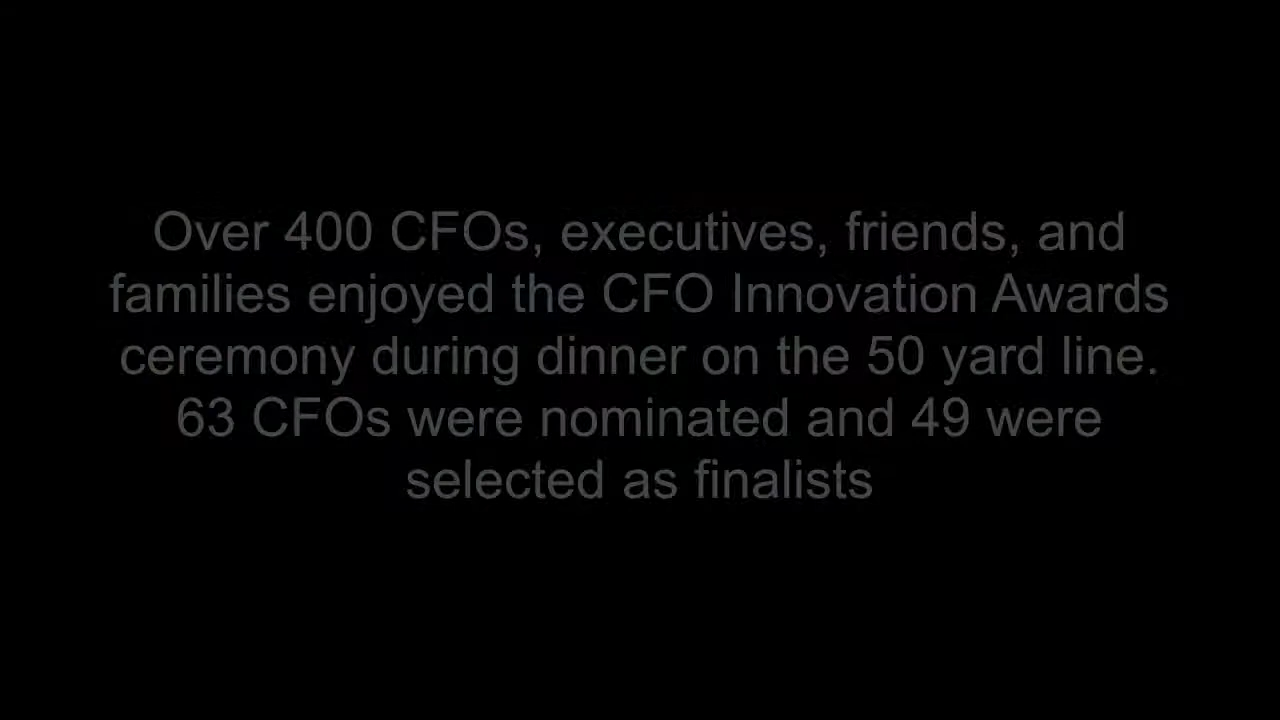 Over 400 CFOs, executives, friends, and
families enjoyed the CFO Innovation Awards
ceremony during dinner on the 50 yard line.
63 CFOs were nominated and 49 were
selected as finalists